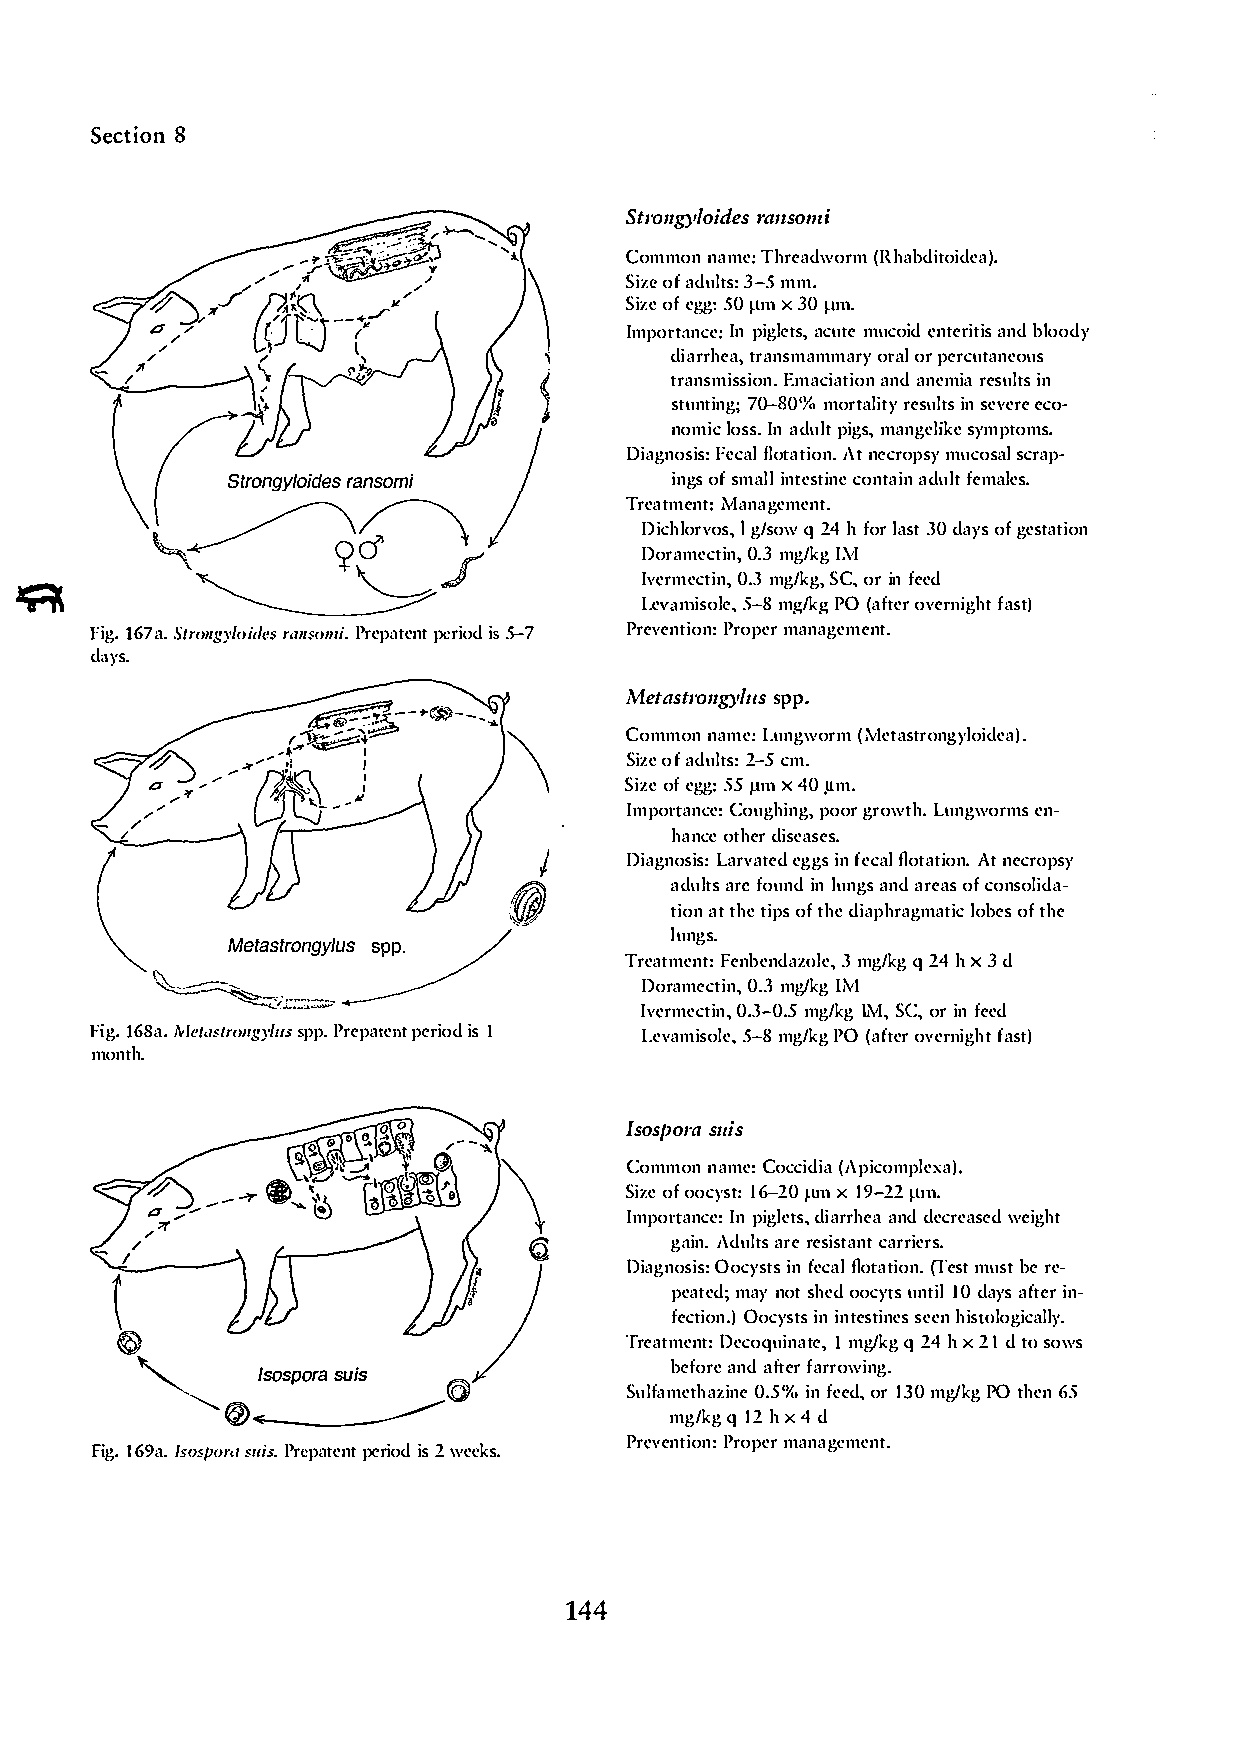 Section 8
Strongyloides ransomi
Fig. 167a. Strongyloides ransomi. Prepatent period is 5–7
days.
Metastrongylus spp.
Fig. 168a. Metastrongylus spp. Prepatent period is 1
month.
Isospora suis
Fig. 169a. Isospora suis. Prepatent period is 2 weeks.
Strongyloides ransomi
Common name: Threadworm (Rhabditoidea).
Size of adults: 3–5 mm.
Size of egg: 50 µm × 30 µm.
Importance: In piglets, acute mucoid enteritis and bloody
diarrhea, transmammary oral or percutaneous
transmission. Emaciation and anemia results in
stunting; 70–80% mortality results in severe eco-
nomic loss. In adult pigs, mangelike symptoms.
Diagnosis: Fecal flotation. At necropsy mucosal scrap-
ings of small intestine contain adult females.
Treatment: Management.
Dichlorvos, 1 g/sow q 24 h for last 30 days of gestation
Doramectin, 0.3 mg/kg IM
Ivermectin, 0.3 mg/kg, SC, or in feed
Levamisole, 5–8 mg/kg PO (after overnight fast)
Prevention: Proper management.
Metastrongylus spp.
Common name: Lungworm (Metastrongyloidea).
Size of adults: 2–5 cm.
Size of egg: 55 µm × 40 µm.
Importance: Coughing, poor growth. Lungworms en-
hance other diseases.
Diagnosis: Larvated eggs in fecal flotation. At necropsy
adults are found in lungs and areas of consolida-
tion at the tips of the diaphragmatic lobes of the
lungs.
Treatment: Fenbendazole, 3 mg/kg q 24 h × 3 d
Doramectin, 0.3 mg/kg IM
Ivermectin, 0.3–0.5 mg/kg IM, SC, or in feed
Levamisole, 5–8 mg/kg PO (after overnight fast)
Isospora suis
Common name: Coccidia (Apicomplexa).
Size of oocyst: 16–20 µm × 19–22 µm.
Importance: In piglets, diarrhea and decreased weight
gain. Adults are resistant carriers.
Diagnosis: Oocysts in fecal flotation. (Test must be re-
peated; may not shed oocyts until 10 days after in-
fection.) Oocysts in intestines seen histologically.
Treatment: Decoquinate, 1 mg/kg q 24 h × 21 d to sows
before and after farrowing.
Sulfamethazine 0.5% in feed, or 130 mg/kg PO then 65
mg/kg q 12 h × 4 d
Prevention: Proper management.
144